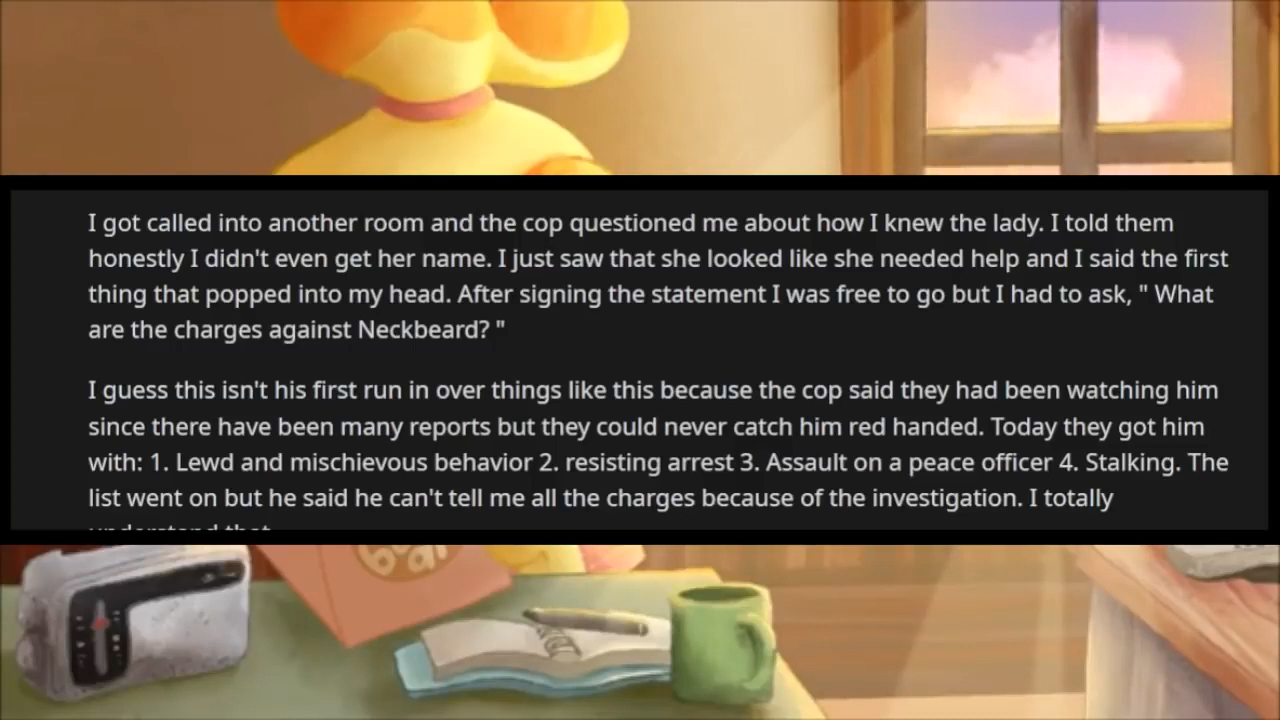 I got called into another room and the cop questioned me about how I knew the lady. I told them
honestly I didn't even get her name. I just saw that she looked like she needed help and I said the first
thing that popped into my head. After signing the statement I was free to go but I had to ask, " What
are the charges against Neckbeard? "
I guess this isn't his first run in over things like this because the cop said they had been watching him
since there have been many reports but they could never catch him red handed. Today they got him
with: 1. Lewd and mischievous behavior 2. resisting arrest 3. Assault on a peace officer 4. Stalking. The
list went on but he said he can't tell me all the charges because of the investigation. I totally
understand that